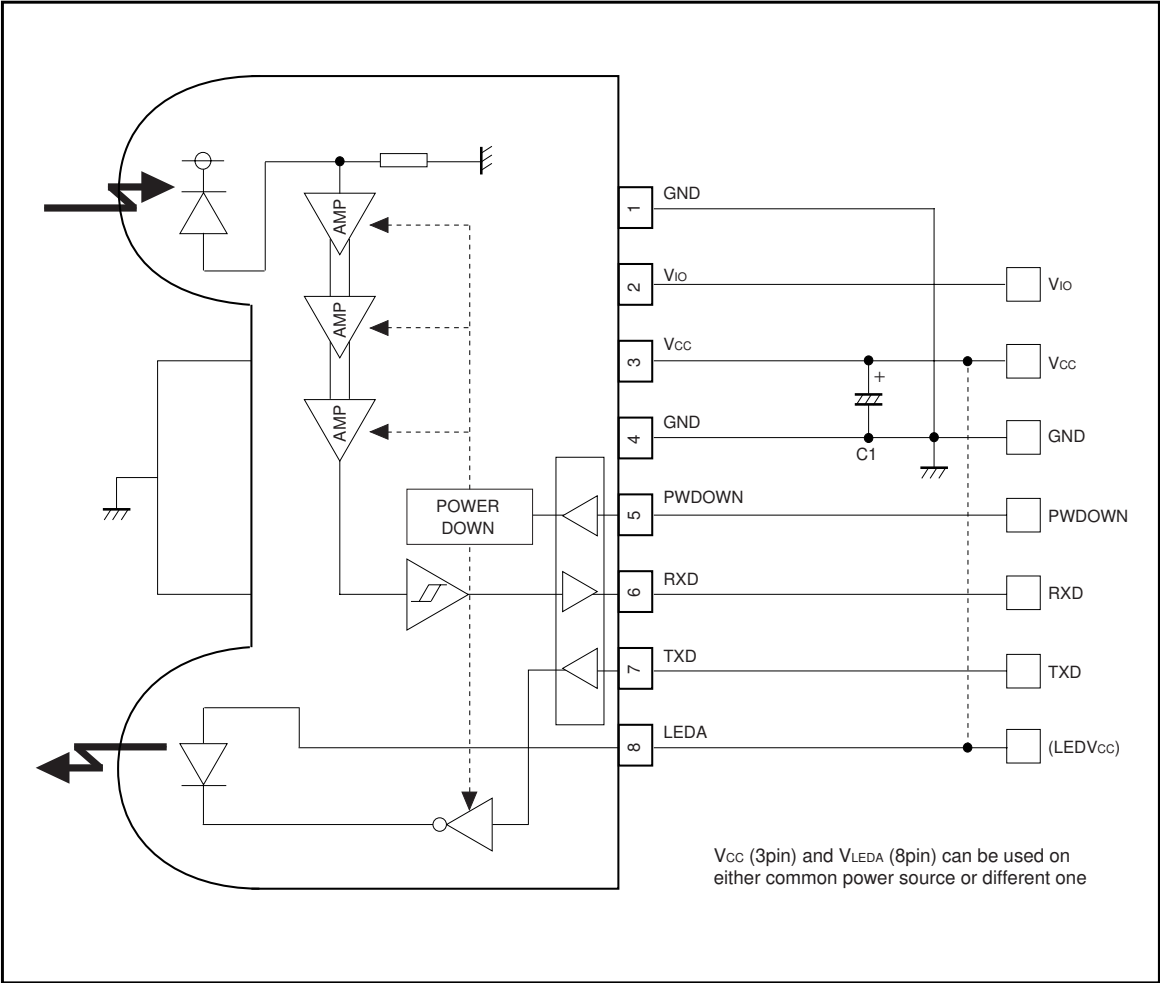 AMP
AMP
AMP
POWER
DOWN
1
GND
2
VIO
VIO
3
VCC
VCC
+
4
GND
GND
C1
5
PWDOWN
PWDOWN
6
RXD
RXD
7
TXD
TXD
8
LEDA
(LEDVCC)
VCC (3pin) and VLEDA (8pin) can be used on
either common power source or different one